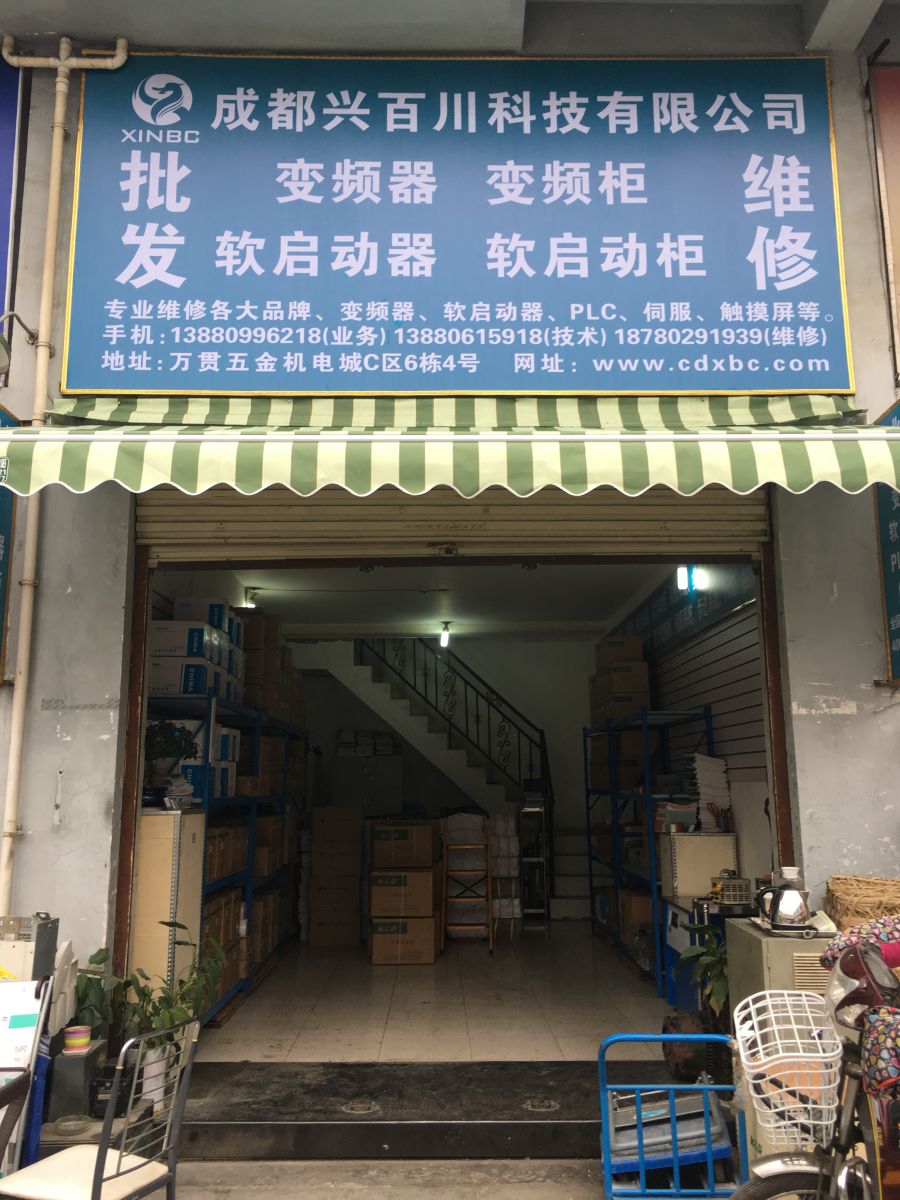 XINBC
成都兴百川科技有限公司
批发
变频器 变频柜
软启动器 软启动柜
维修
专业维修各大品牌、变频器、软启动器、PLC、伺服、触摸屏等。
手机:13880996218(业务) 13880615918(技术) 18780291939(维修)
地址:万贯五金机电城C区6栋4号 网址: www.cdxbc.com
CHINA
CHINA